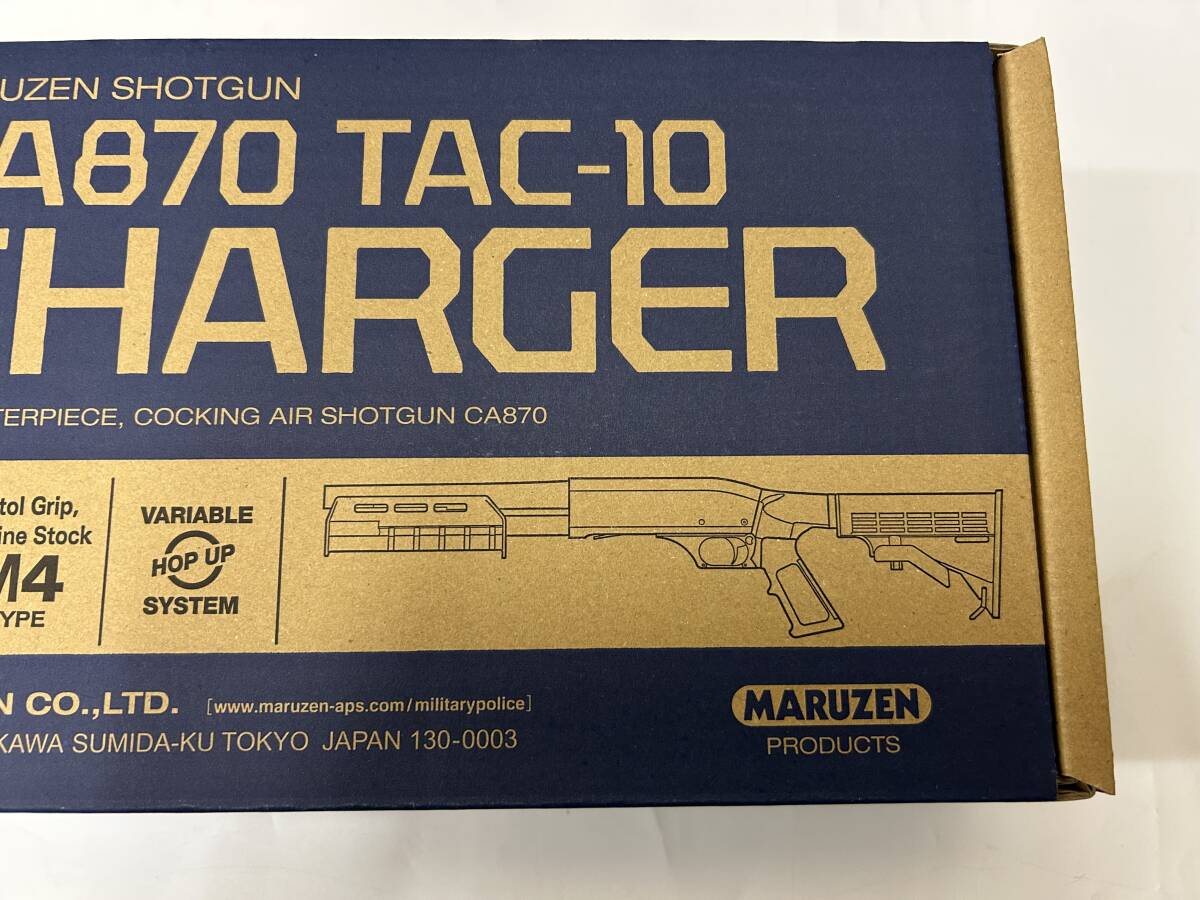 UZEN SHOTGUN
A870 TAC-10
HARGER
TERPIECE, COCKING AIR SHOTGUN CA870
tol Grip,
ine Stock
M4
YPE
VARIABLE
HOP UP
SYSTEM
N CO.,LTD. [www.maruzen-aps.com/militarypolice]
KAWA SUMIDA-KU TOKYO JAPAN 130-0003
MARUZEN
PRODUCTS